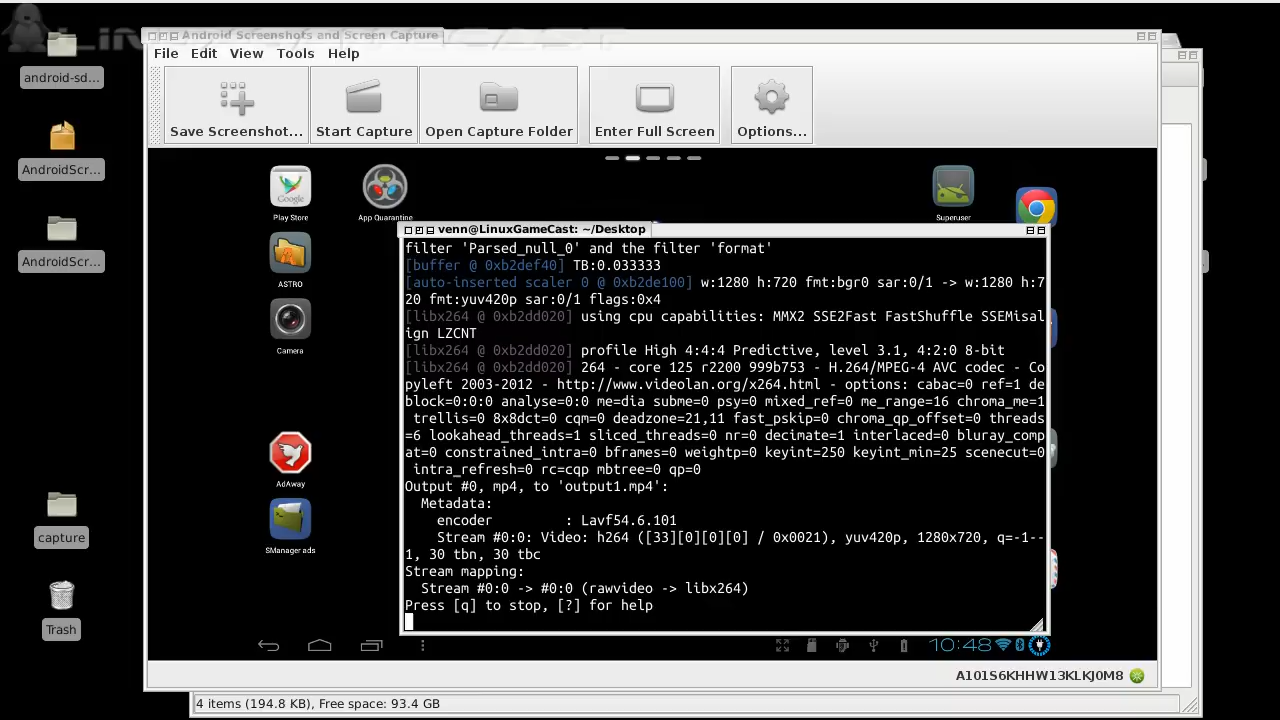 LinuxGameCast
android-sd...
AndroidScr...
AndroidScr...
capture
Trash
Android Screenshots and Screen Capture
File Edit View Tools Help
Save Screenshot... Start Capture Open Capture Folder Enter Full Screen Options...
Google
Play Store
App Quarantine
Superuser
ASTRO
Camera
AdAway
SManager ads
venn@LinuxGameCast: ~/Desktop
filter 'Parsed_null_0' and the filter 'format'
[buffer @ 0xb2def40] TB:0.033333
[auto-inserted scaler 0 @ 0xb2de100] w:1280 h:720 fmt:bgr0 sar:0/1 -> w:1280 h:7
20 fmt:yuv420p sar:0/1 flags:0x4
[libx264 @ 0xb2dd020] using cpu capabilities: MMX2 SSE2Fast FastShuffle SSEMisal
ign LZCNT
[libx264 @ 0xb2dd020] profile High 4:4:4 Predictive, level 3.1, 4:2:0 8-bit
[libx264 @ 0xb2dd020] 264 - core 125 r2200 999b753 - H.264/MPEG-4 AVC codec - Co
pyleft 2003-2012 - http://www.videolan.org/x264.html - options: cabac=0 ref=1 de
block=0:0:0 analyse=0:0 me=dia subme=0 psy=0 mixed_ref=0 me_range=16 chroma_me=1
trellis=0 8x8dct=0 cqm=0 deadzone=21,11 fast_pskip=0 chroma_qp_offset=0 threads
=6 lookahead_threads=1 sliced_threads=0 nr=0 decimate=1 interlaced=0 bluray_comp
at=0 constrained_intra=0 bframes=0 weightp=0 keyint=250 keyint_min=25 scenecut=0
intra_refresh=0 rc=cqp mbtree=0 qp=0
Output #0, mp4, to 'output1.mp4':
Metadata:
encoder : Lavf54.6.101
Stream #0:0: Video: h264 ([33][0][0][0] / 0x0021), yuv420p, 1280x720, q=-1--
1, 30 tbn, 30 tbc
Stream mapping:
Stream #0:0 -> #0:0 (rawvideo -> libx264)
Press [q] to stop, [?] for help
10:48
A101S6KHHW13KLKJ0M8
4 items (194.8 KB), Free space: 93.4 GB